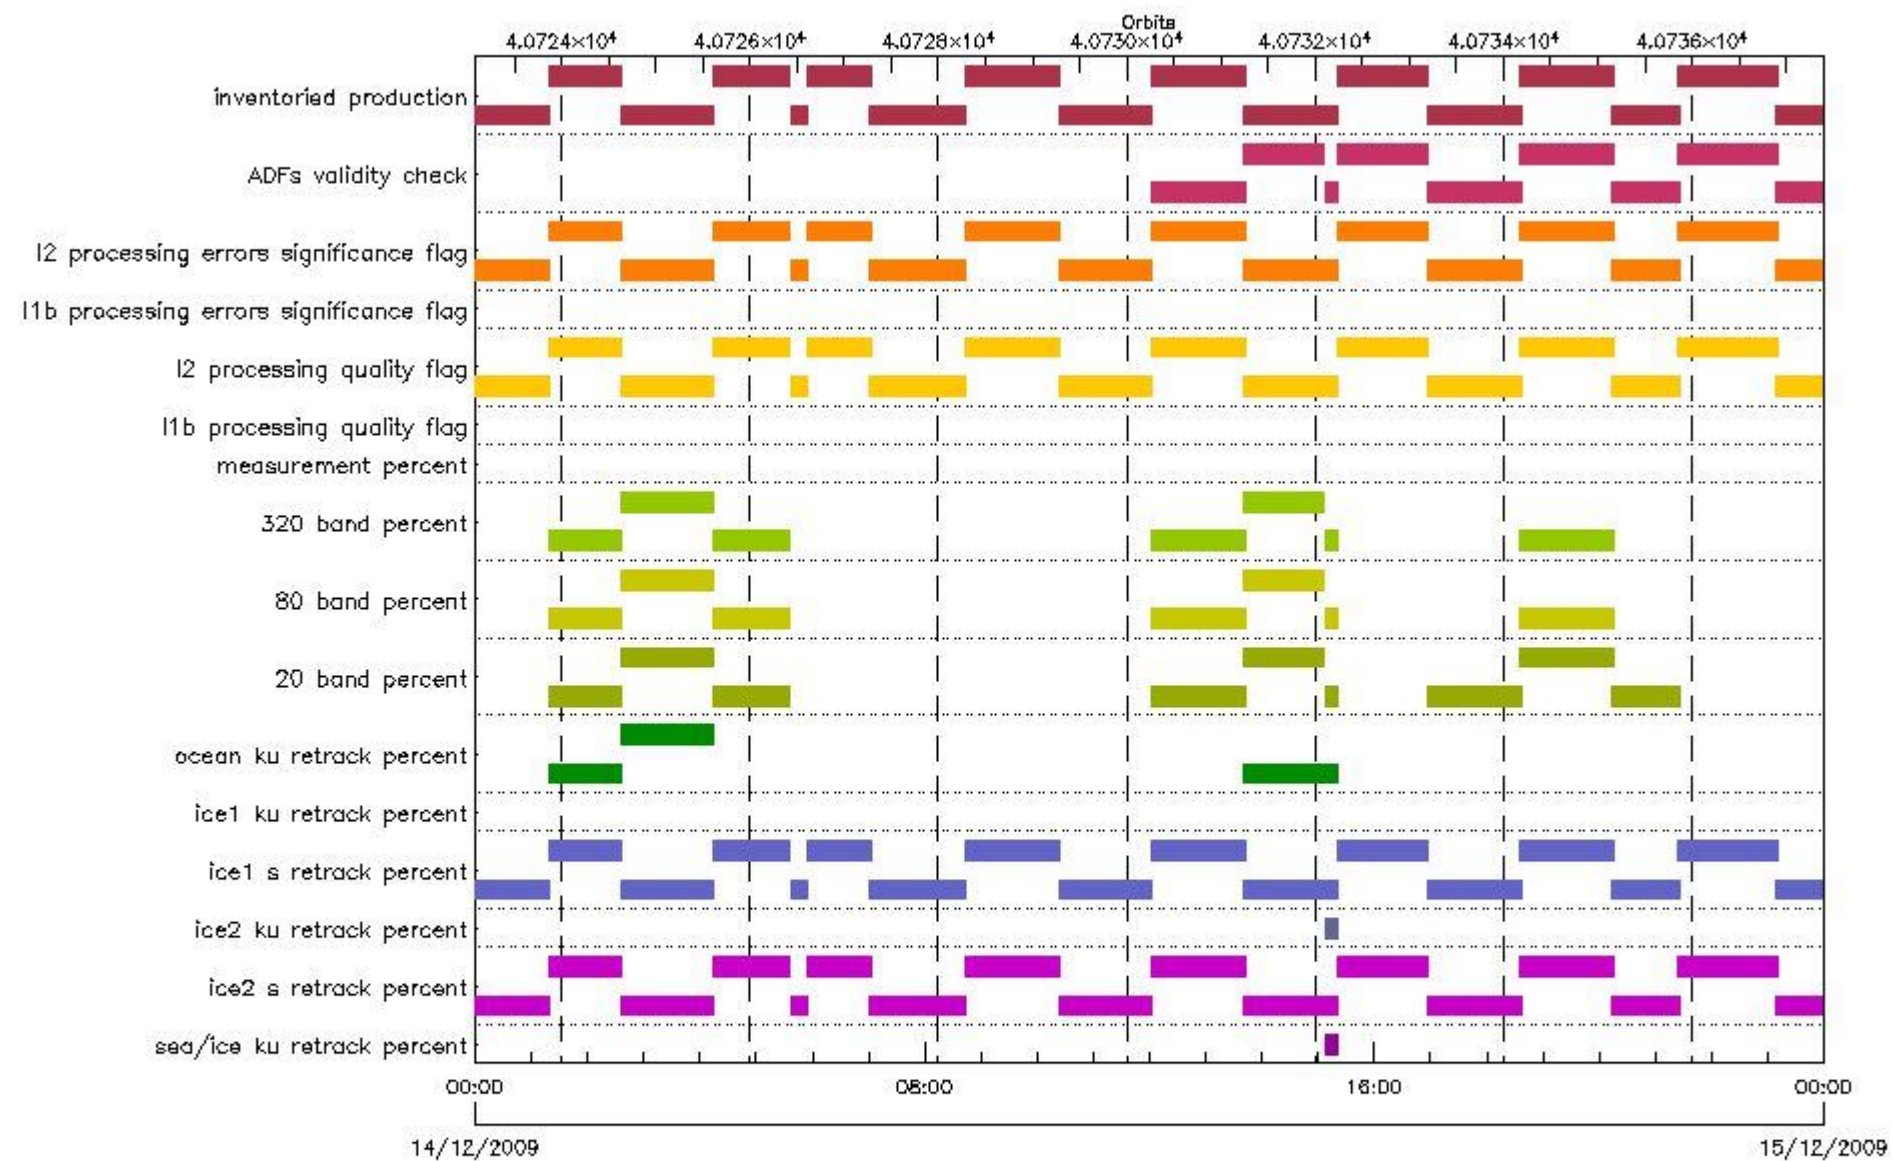 Orbits
4.0724×10⁴ 4.0726×10⁴ 4.0728×10⁴ 4.0730×10⁴ 4.0732×10⁴ 4.0734×10⁴ 4.0736×10⁴
inventoried production
ADFs validity check
l2 processing errors significance flag
l1b processing errors significance flag
l2 processing quality flag
l1b processing quality flag
measurement percent
320 band percent
80 band percent
20 band percent
ocean ku retrack percent
ice1 ku retrack percent
ice1 s retrack percent
ice2 ku retrack percent
ice2 s retrack percent
sea/ice ku retrack percent
00:00 08:00 16:00 00:00
14/12/2009 15/12/2009